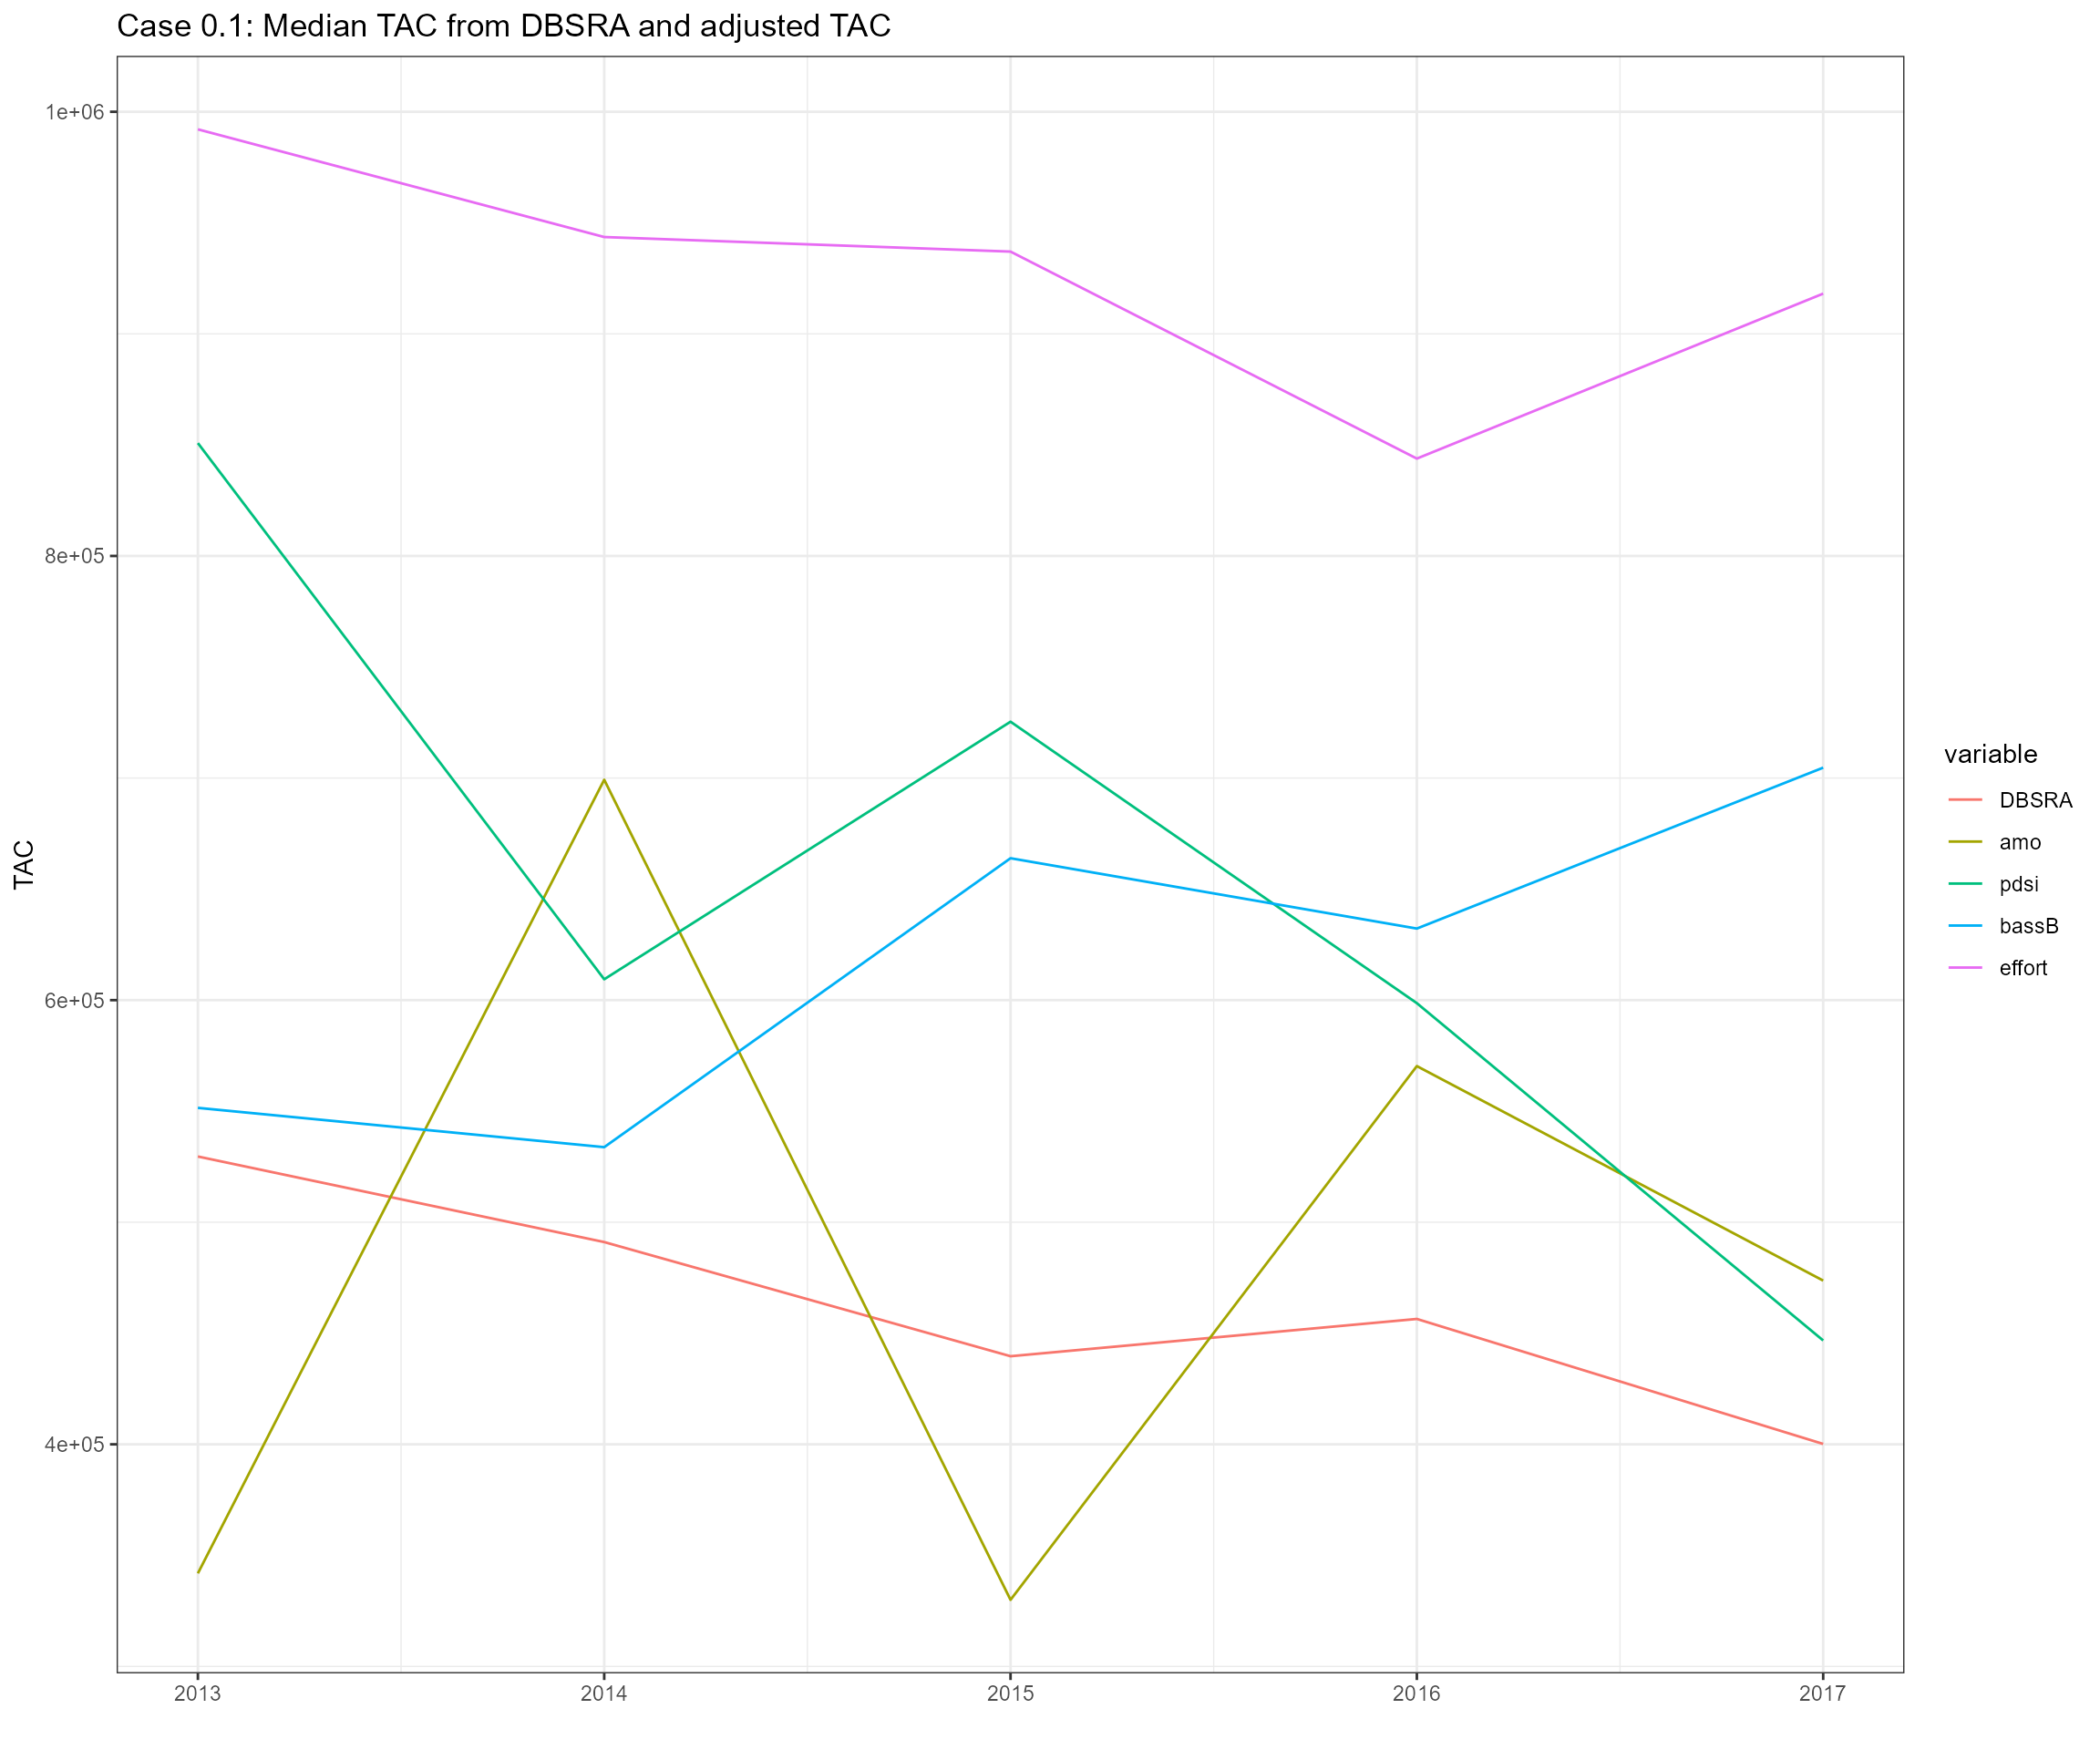 Case 0.1: Median TAC from DBSRA and adjusted TAC
1e+06
8e+05
6e+05
4e+05
TAC
2013 2014 2015 2016 2017
variable
DBSRA
amo
pdsi
bassB
effort